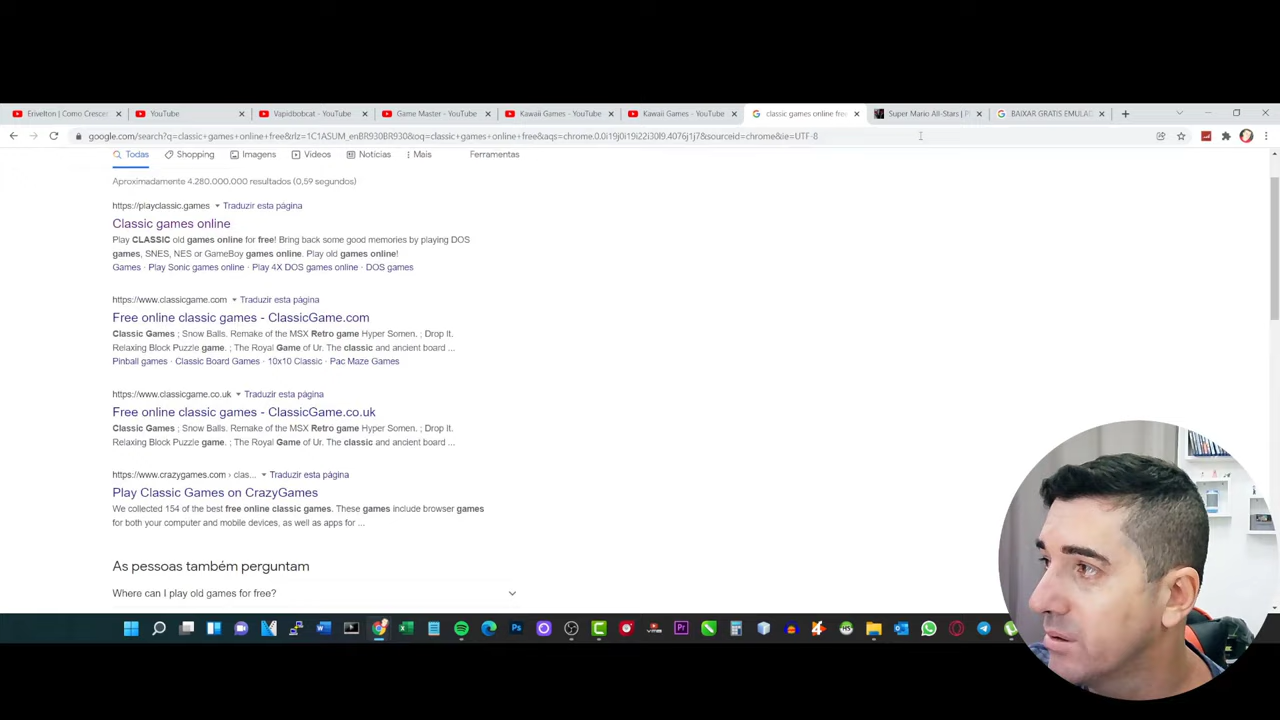 Erivelton | Como Crescer
YouTube
Vapidbobcat - YouTube
Game Master - YouTube
Kawaii Games - YouTube
Kawaii Games - YouTube
classic games online free
Super Mario All-Stars | Pl
BAIXAR GRATIS EMULAD
google.com/search?q=classic+games+online+free&rlz=1C1ASUM_enBR930BR930&oq=classic+games+online+free&aqs=chrome.0.0i19j0i19i22i30l9.4076j1j7&sourceid=chrome&ie=UTF-8
Todas Shopping Imagens Vídeos Notícias Mais Ferramentas
Aproximadamente 4.280.000.000 resultados (0,59 segundos)
https://playclassic.games Traduzir esta página
Classic games online
Play CLASSIC old games online for free! Bring back some good memories by playing DOS
games, SNES, NES or GameBoy games online. Play old games online!
Games · Play Sonic games online · Play 4X DOS games online · DOS games
https://www.classicgame.com Traduzir esta página
Free online classic games - ClassicGame.com
Classic Games ; Snow Balls. Remake of the MSX Retro game Hyper Somen. ; Drop It.
Relaxing Block Puzzle game. ; The Royal Game of Ur. The classic and ancient board ...
Pinball games · Classic Board Games · 10x10 Classic · Pac Maze Games
https://www.classicgame.co.uk Traduzir esta página
Free online classic games - ClassicGame.co.uk
Classic Games ; Snow Balls. Remake of the MSX Retro game Hyper Somen. ; Drop It.
Relaxing Block Puzzle game. ; The Royal Game of Ur. The classic and ancient board ...
https://www.crazygames.com › clas... Traduzir esta página
Play Classic Games on CrazyGames
We collected 154 of the best free online classic games. These games include browser games
for both your computer and mobile devices, as well as apps for ...
As pessoas também perguntam
Where can I play old games for free?